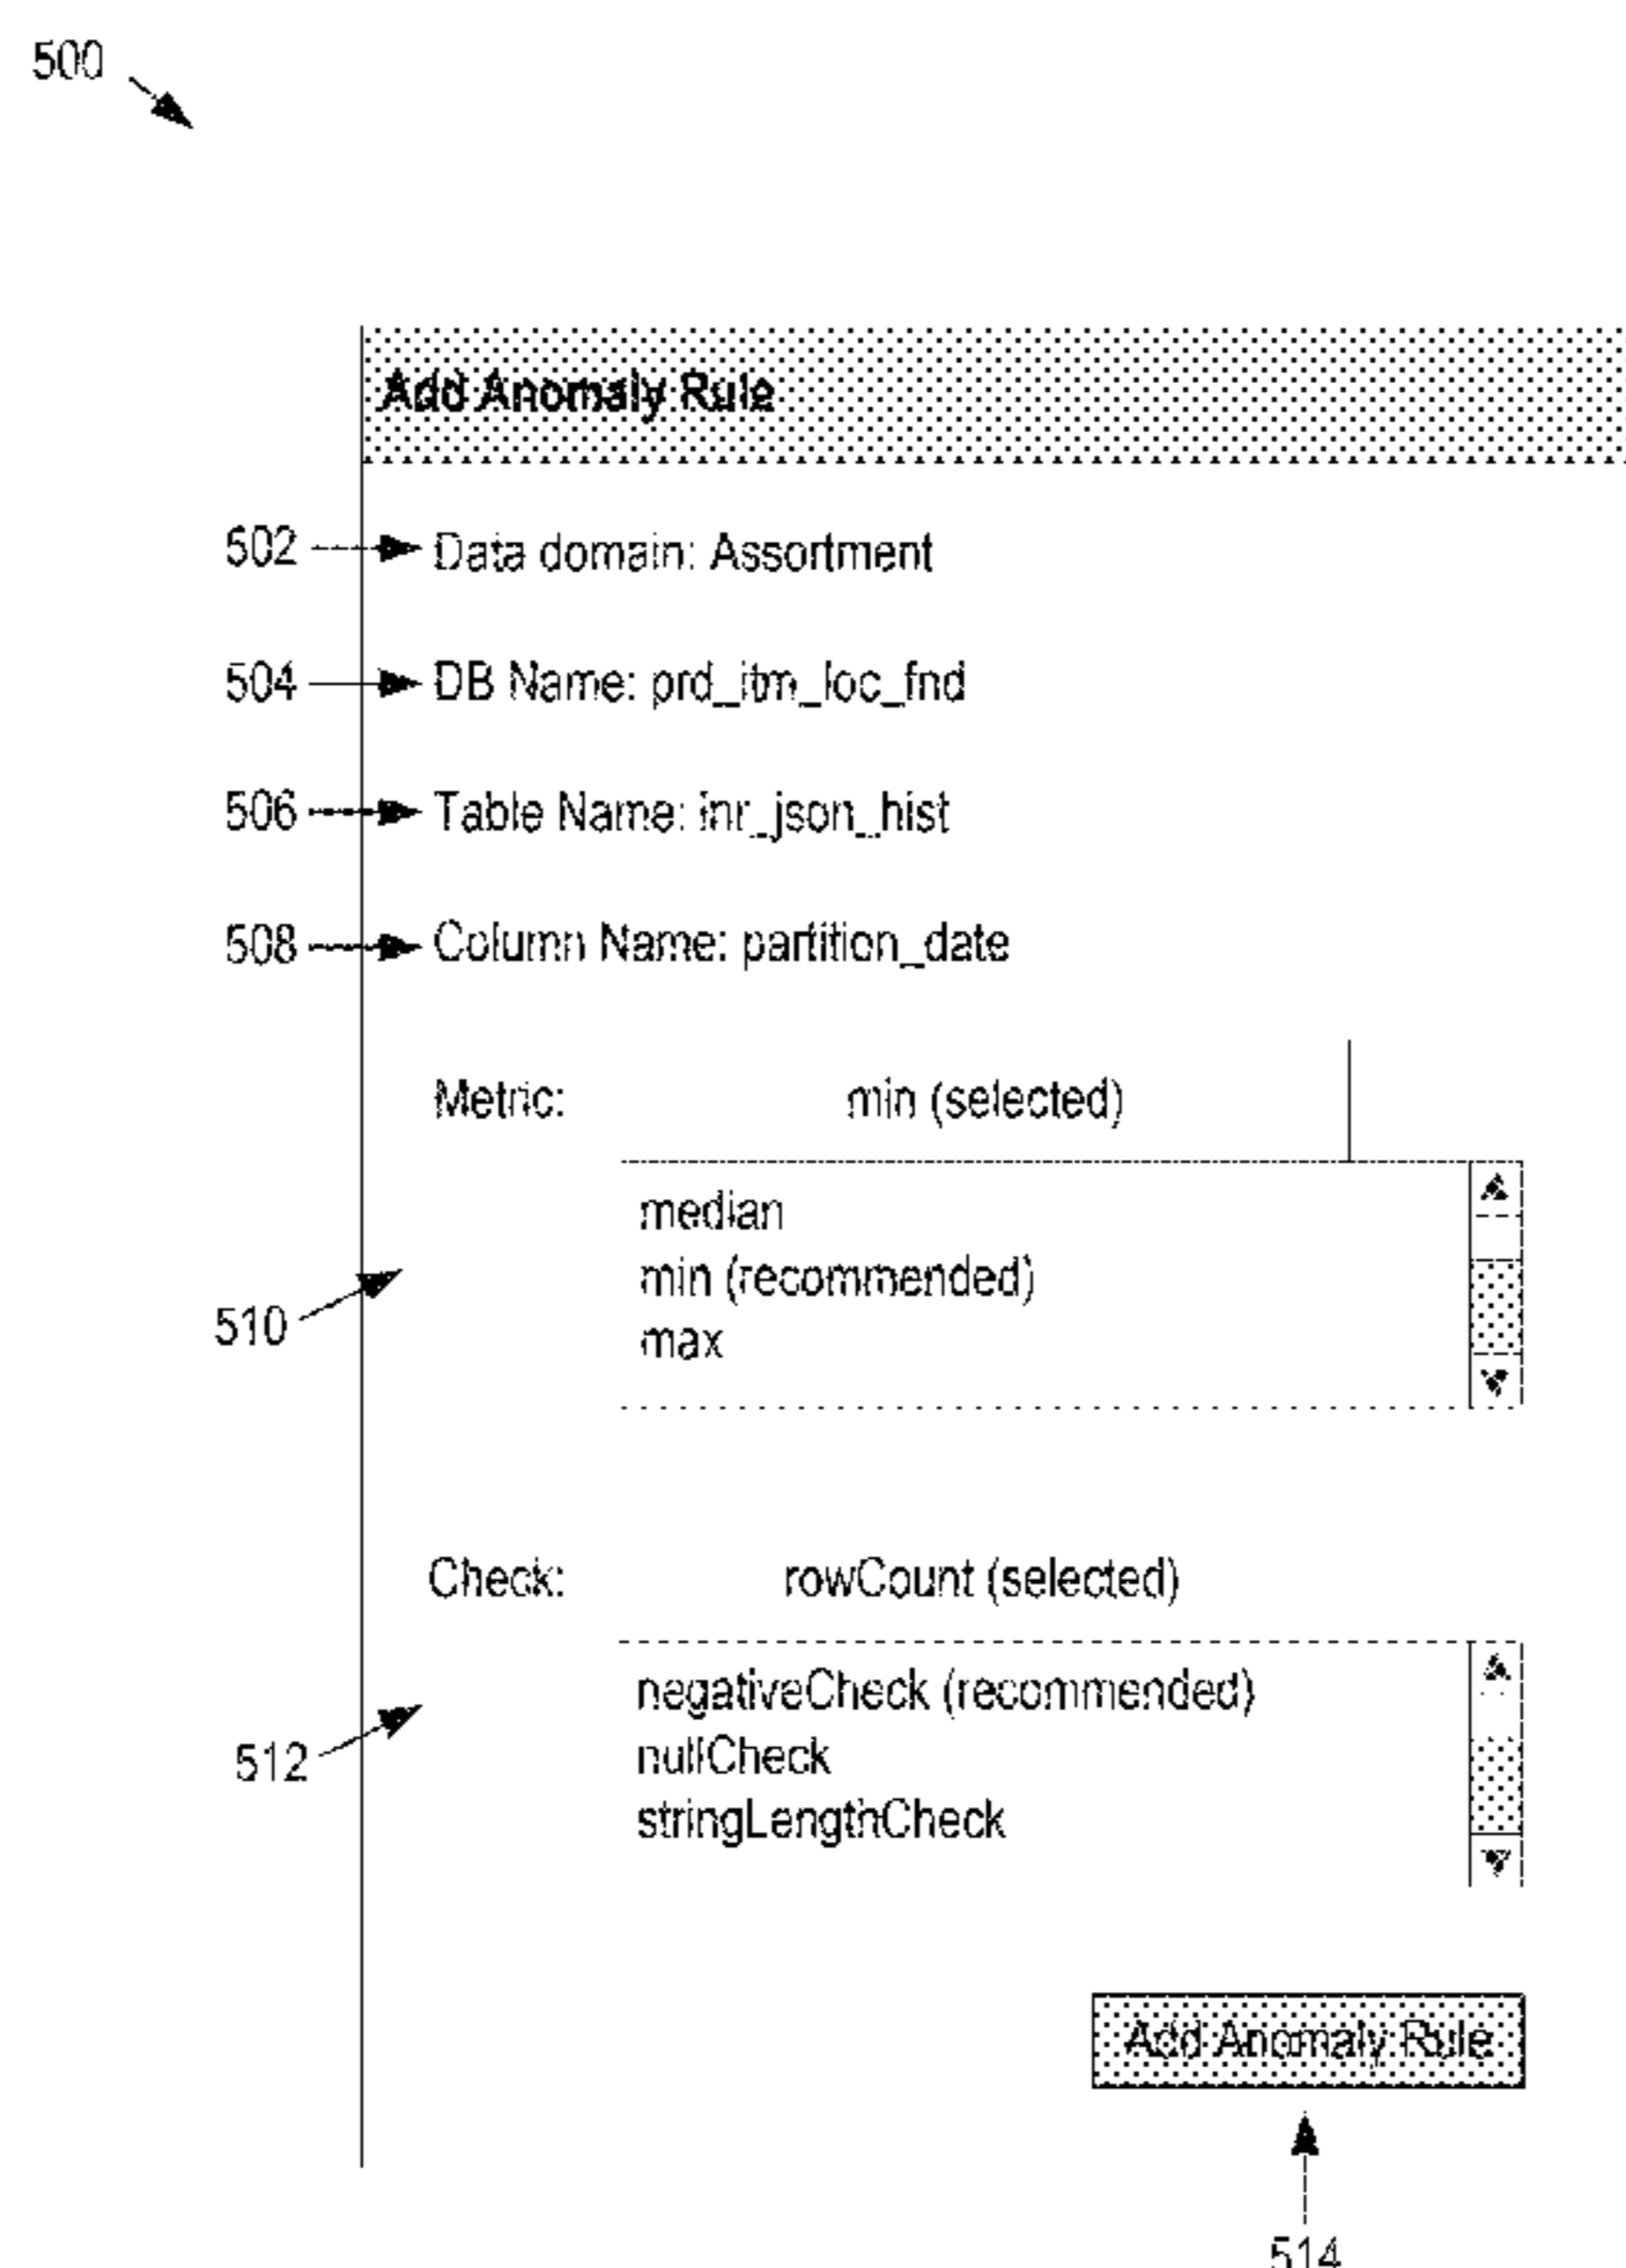 500
Add Anomaly Rule
502 Data domain: Assortment
504 DB Name: prd_itm_loc_fnd
506 Table Name: inr_json_hist
508 Column Name: partition_date
Metric: min (selected)
median
min (recommended)
max
510
Check: rowCount (selected)
negativeCheck (recommended)
nullCheck
stringLengthCheck
512
Add Anomaly Rule
514